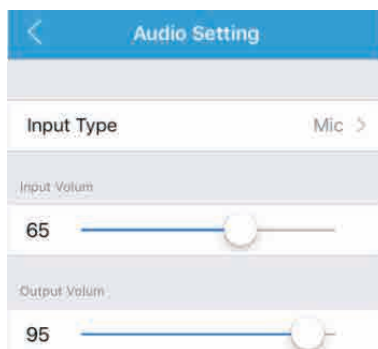 Audio Setting
Input Type Mic
Input Volum
65
Output Volum
95